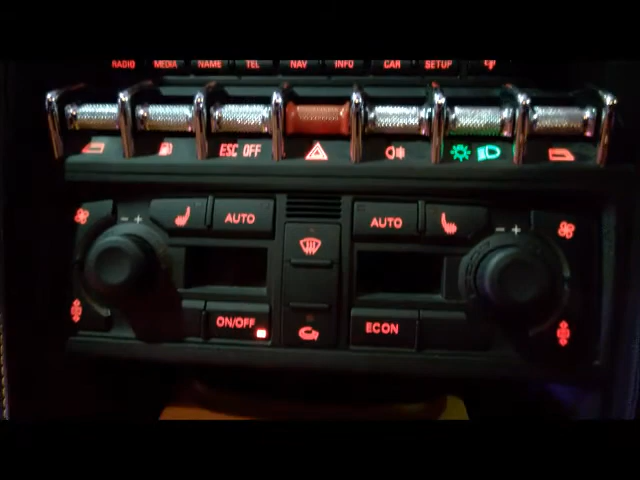 RADIO MEDIA NAME TEL NAV INFO CAR SETUP
ESC OFF
AUTO AUTO
- + - +
ON/OFF ECON